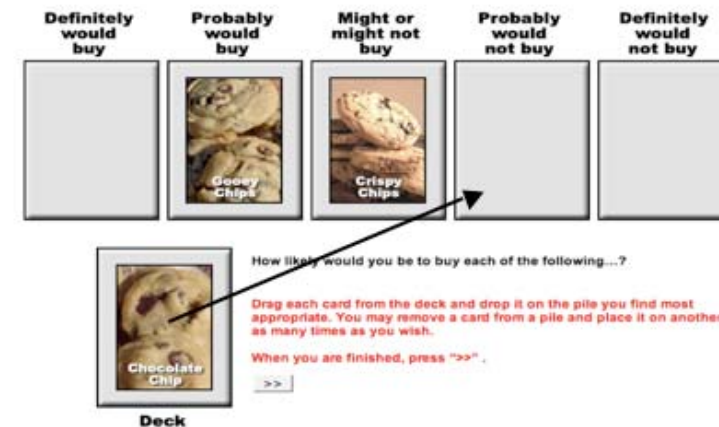 Definitely would buy
Probably would buy
Might or might not buy
Probably would not buy
Definitely would not buy
Gooey Chips
Crispy Chips
How likely would you be to buy each of the following...?
Drag each card from the deck and drop it on the pile you find most
appropriate. You may remove a card from a pile and place it on another
as many times as you wish.
When you are finished, press ">>" .
Chocolate Chip
>>
Deck